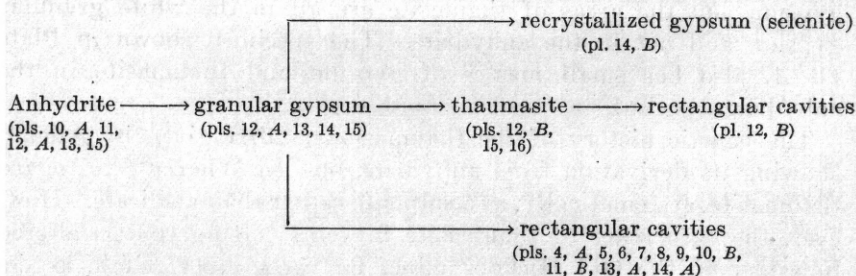 recrystallized gypsum (selenite)
(pl. 14, B)
Anhydrite granular gypsum thaumasite rectangular cavities
(pls. 10, A, 11, (pls. 12, A, 13, 14, 15) (pls. 12, B, (pl. 12, B)
12, A, 13, 15) 15, 16)
rectangular cavities
(pls. 4, A, 5, 6, 7, 8, 9, 10, B,
11, B, 13, A, 14, A)